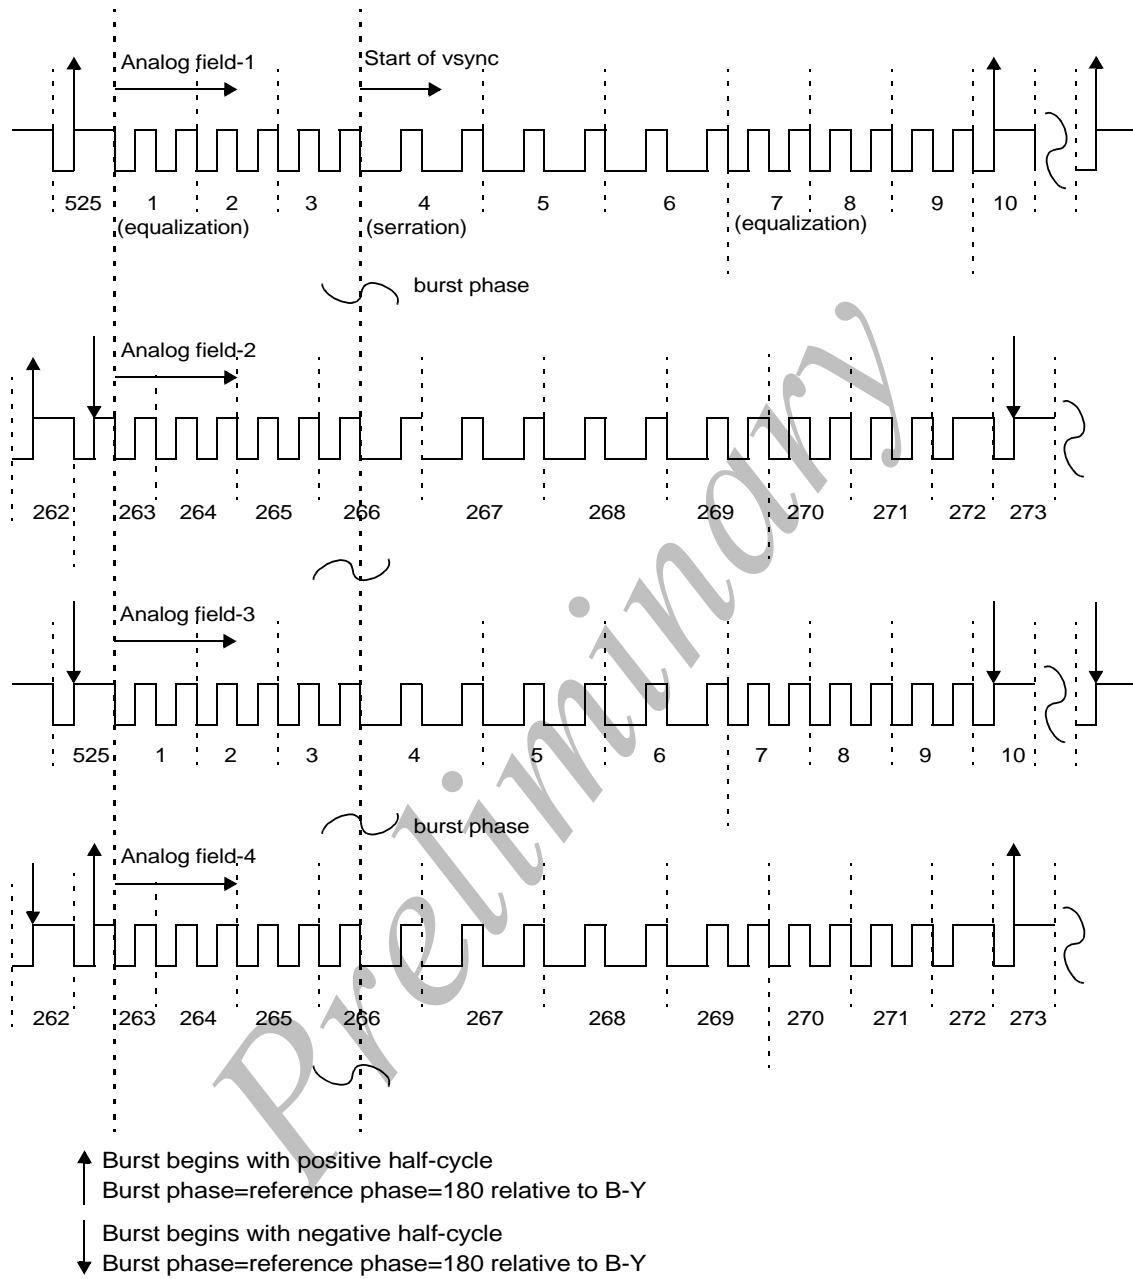 Analog field-1 Start of vsync
525 1 2 3 4 5 6 7 8 9 10
(equalization) (serration) (equalization)
burst phase
Analog field-2
262 263 264 265 266 267 268 269 270 271 272 273
Analog field-3
525 1 2 3 4 5 6 7 8 9 10
burst phase
Analog field-4
262 263 264 265 266 267 268 269 270 271 272 273
Burst begins with positive half-cycle
Burst phase=reference phase=180 relative to B-Y
Burst begins with negative half-cycle
Burst phase=reference phase=180 relative to B-Y
Preliminary